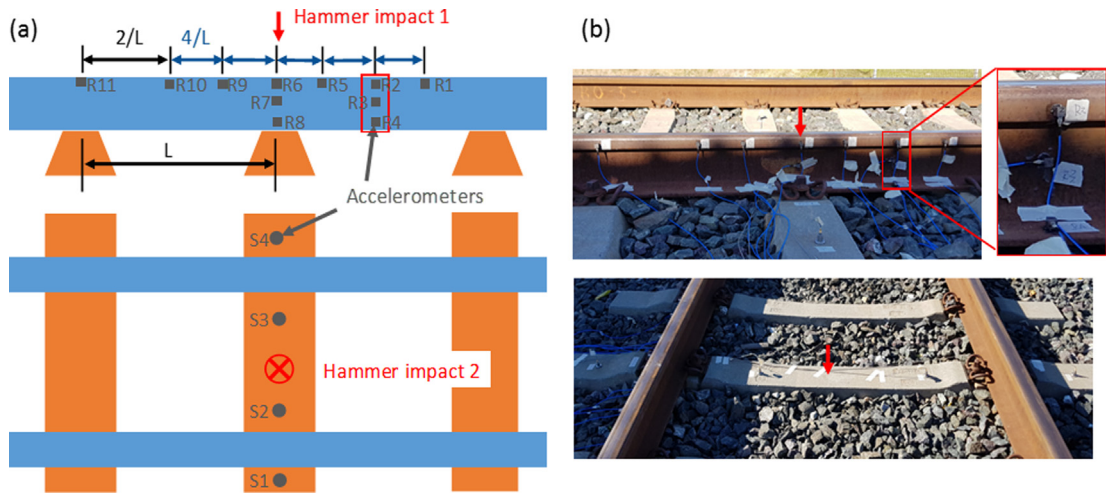 (a)
Hammer impact 1
(b)
2/L
4/L
R11
R10
R9
R6
R5
R2
R1
R7
R3
R8
R4
L
Accelerometers
S4
S3
Hammer impact 2
S2
S1